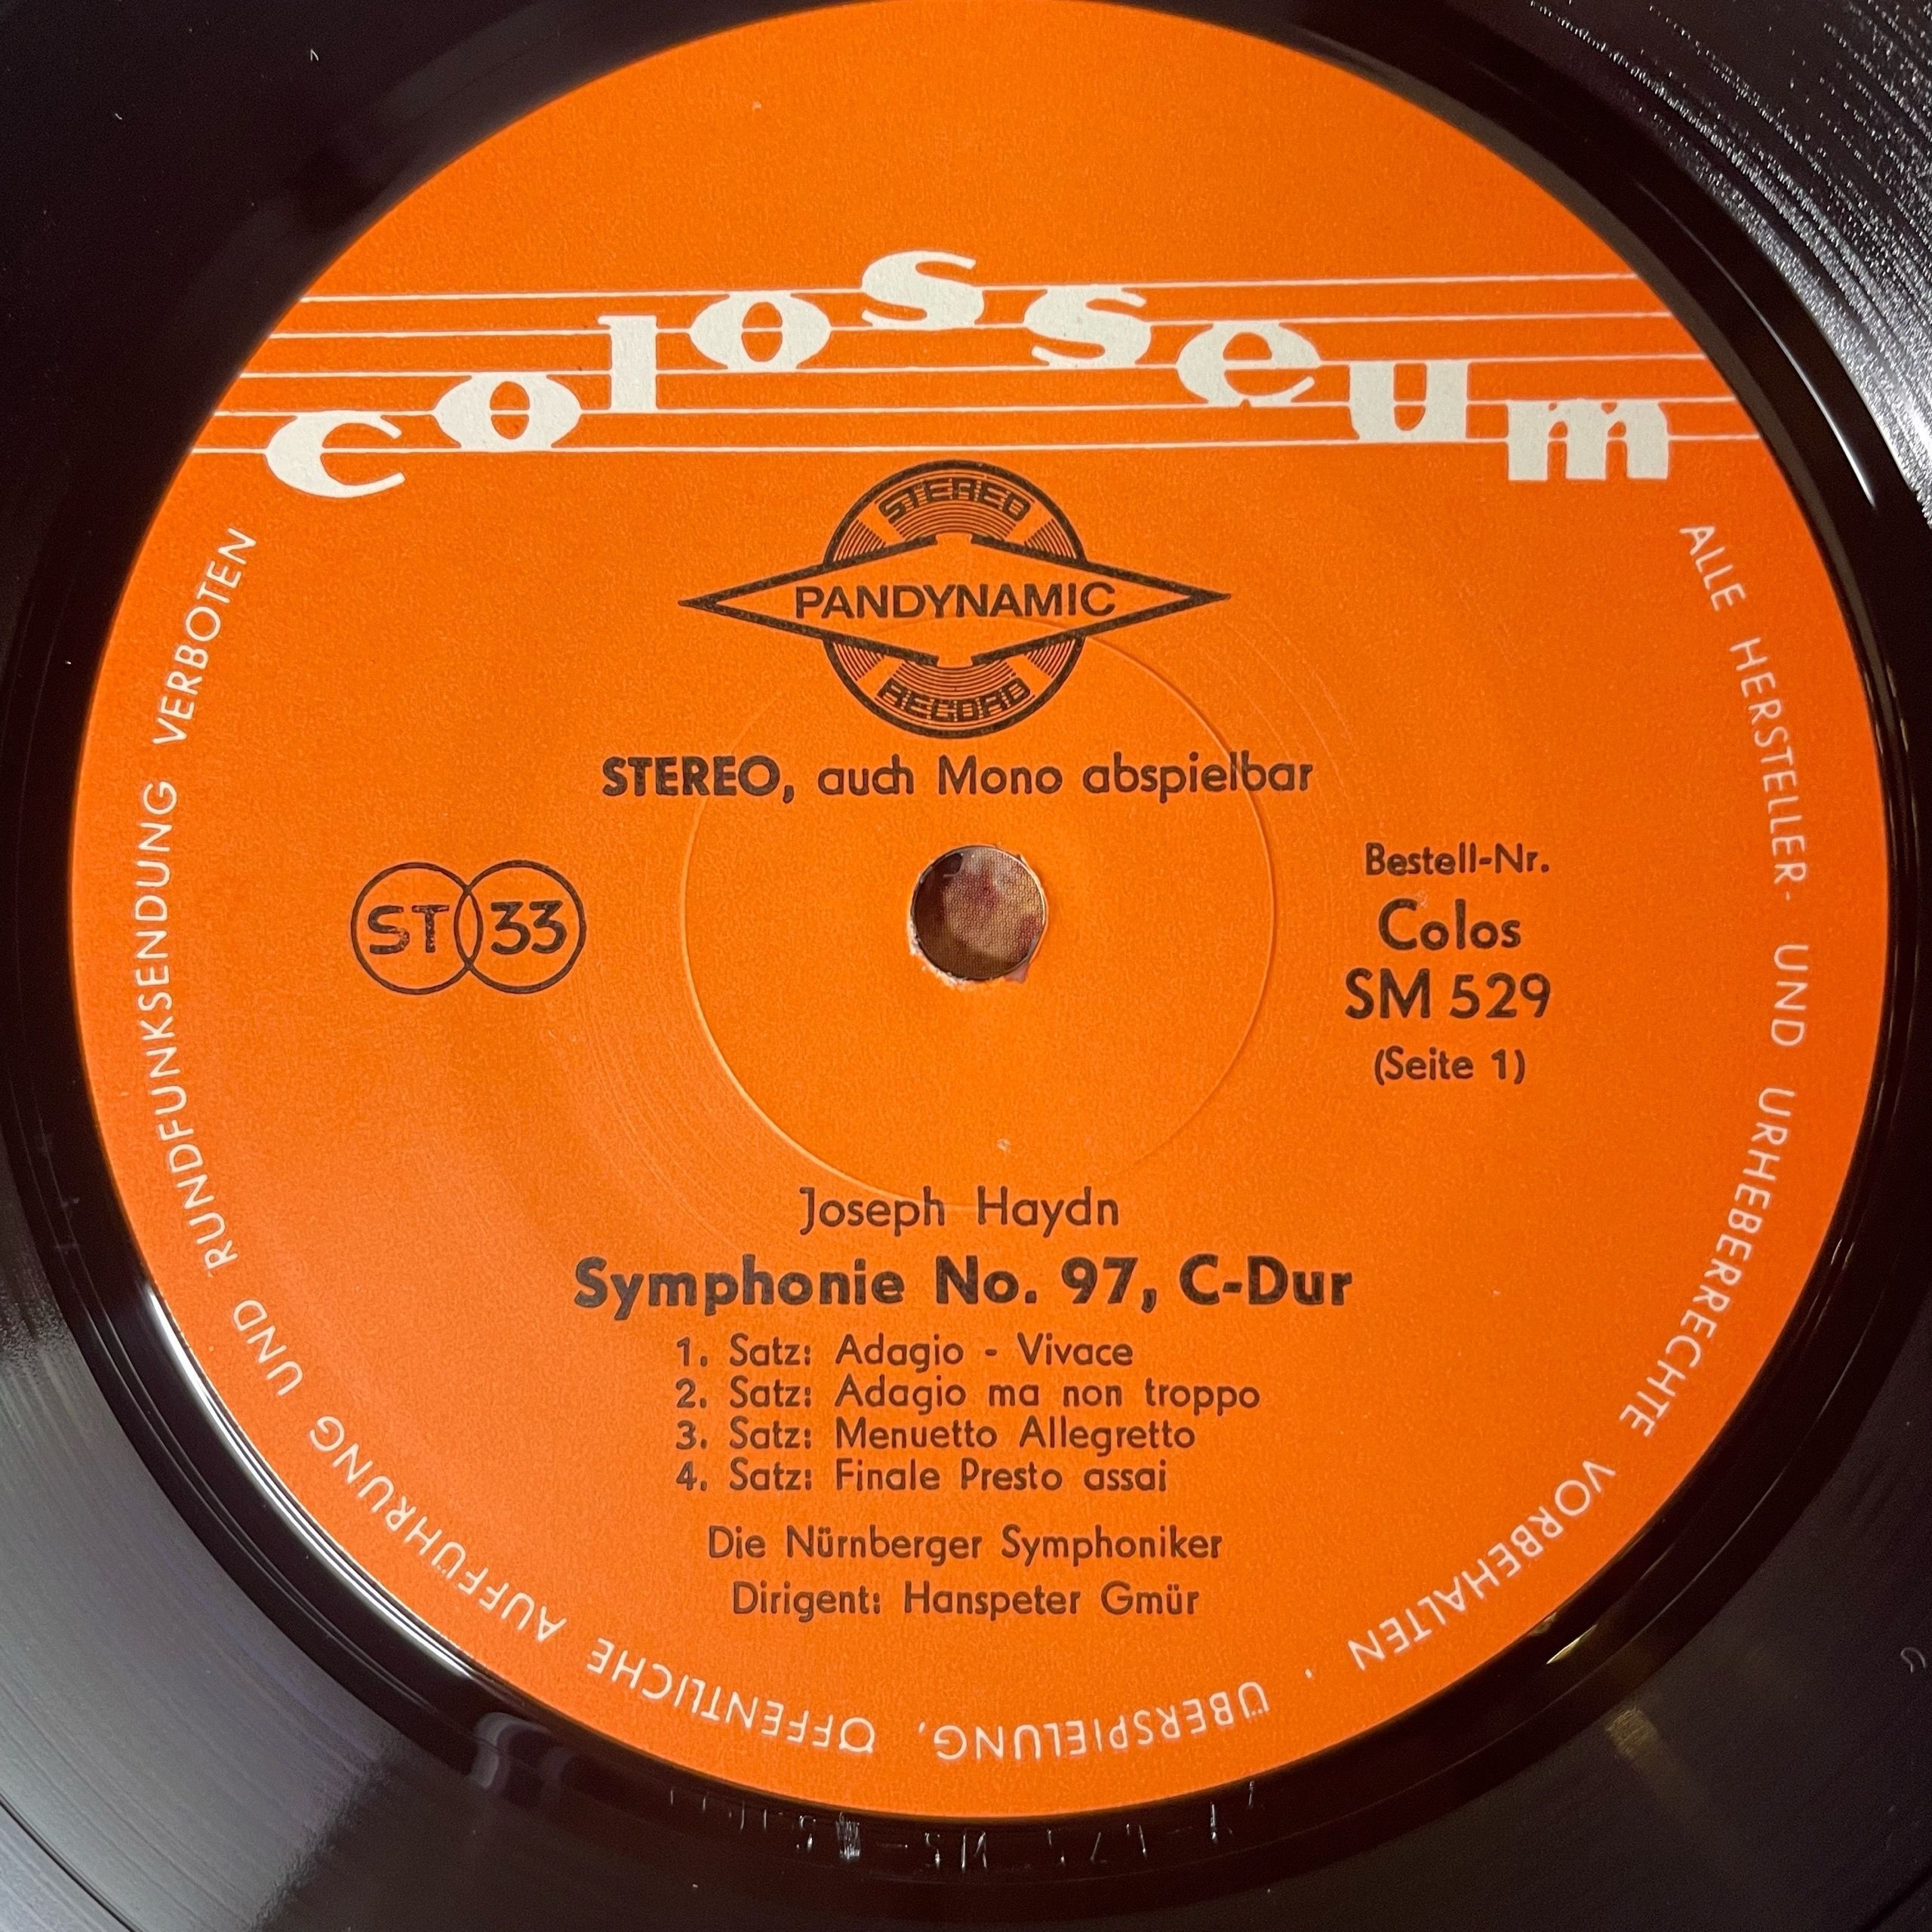 colosseum
STEREO
PANDYNAMIC
RECORD
STEREO, auch Mono abspielbar
ST 33
Bestell-Nr.
Colos
SM 529
(Seite 1)
Joseph Haydn
Symphonie No. 97, C-Dur
1. Satz: Adagio - Vivace
2. Satz: Adagio ma non troppo
3. Satz: Menuetto Allegretto
4. Satz: Finale Presto assai
Die Nürnberger Symphoniker
Dirigent: Hanspeter Gmür
ALLE HERSTELLER- UND URHEBERRECHTE VORBEHALTEN . ÜBERSPIELUNG, ÖFFENTLICHE AUFFÜHRUNG UND RUNDFUNKSENDUNG VERBOTEN